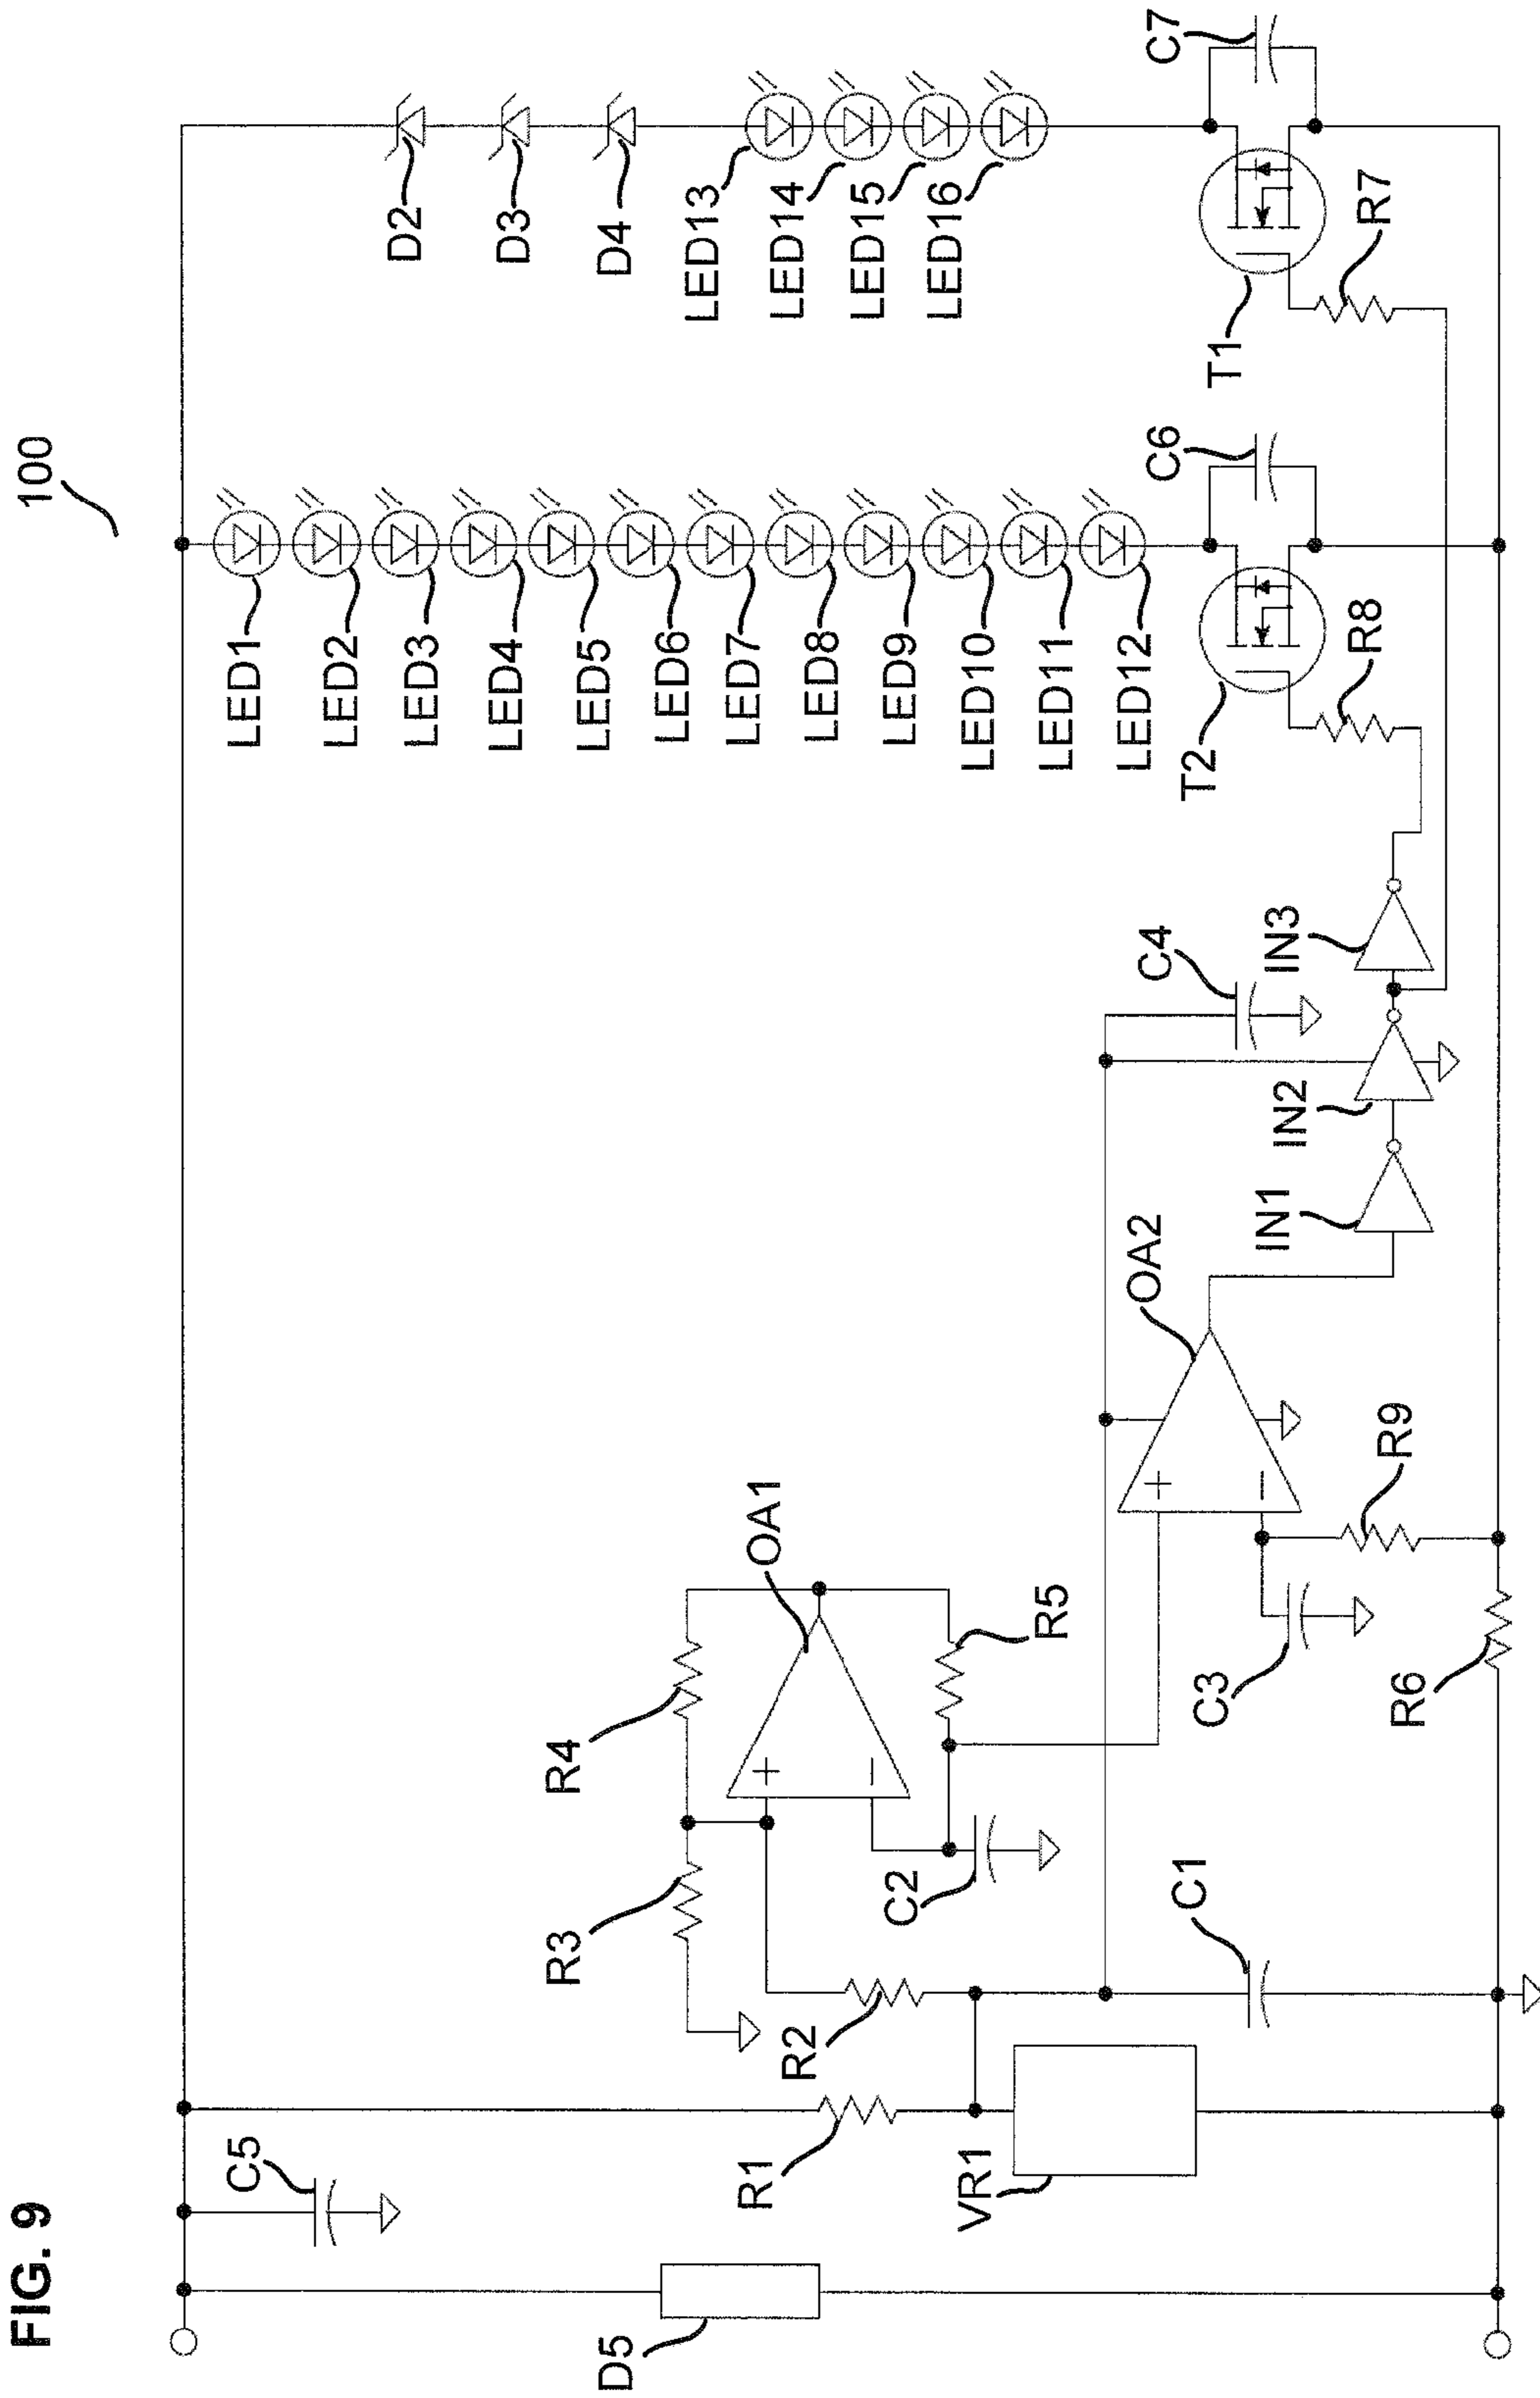 FIG. 9
100
D5
C5
R1
VR1
R2
R3
R4
OA1
R5
C2
C1
OA2
C3
R9
R6
IN1
IN2
IN3
C4
LED1
LED2
LED3
LED4
LED5
LED6
LED7
LED8
LED9
LED10
LED11
LED12
T2
R8
C6
D2
D3
D4
LED13
LED14
LED15
LED16
T1
R7
C7
+
−
+
−